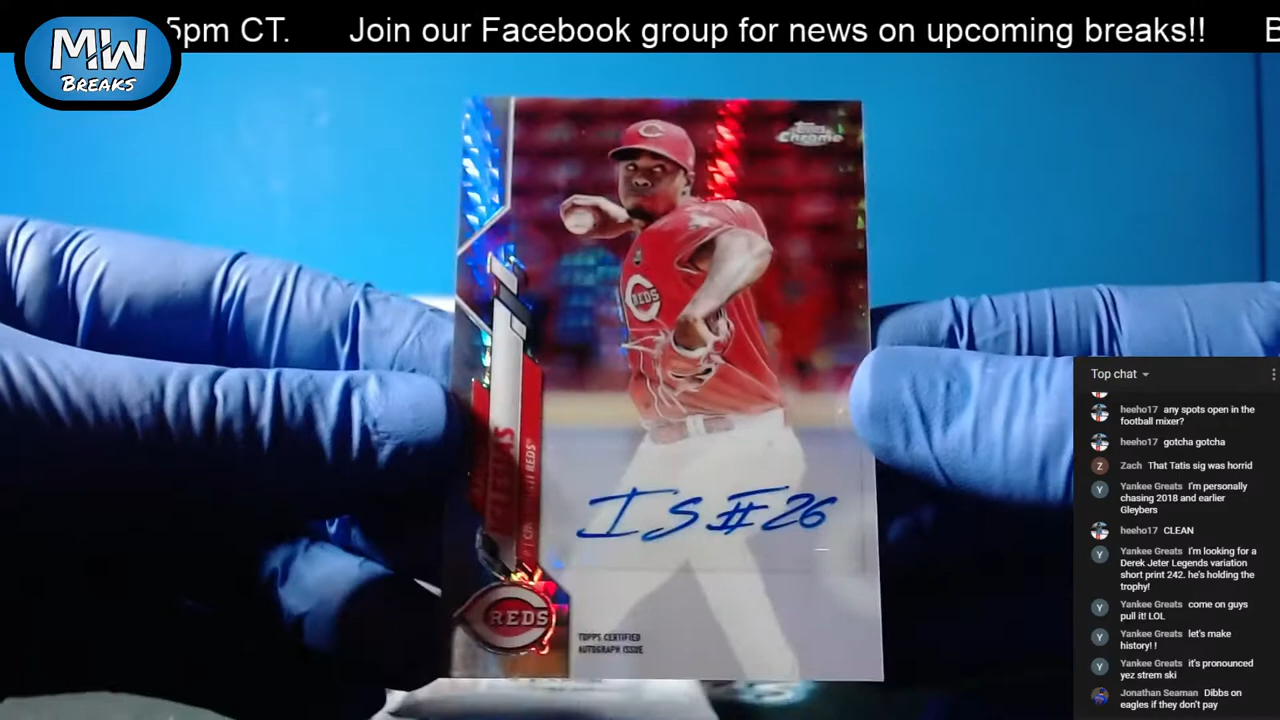 5pm CT. Join our Facebook group for news on upcoming breaks!!
MW
BREAKS
Topps
Chrome
REDS
REDS
IS #26
REDS
TOPPS CERTIFIED
AUTOGRAPH ISSUE
Top chat
heeho17 any spots open in the
football mixer?
heeho17 gotcha gotcha
Z Zach That Tatis sig was horrid
Y Yankee Greats I'm personally
chasing 2018 and earlier
Gleybers
heeho17 CLEAN
Y Yankee Greats I'm looking for a
Derek Jeter Legends variation
short print 242. he's holding the
trophy!
Y Yankee Greats come on guys
pull it! LOL
Y Yankee Greats let's make
history! !
Y Yankee Greats it's pronounced
yez strem ski
Jonathan Seaman Dibbs on
eagles if they don't pay